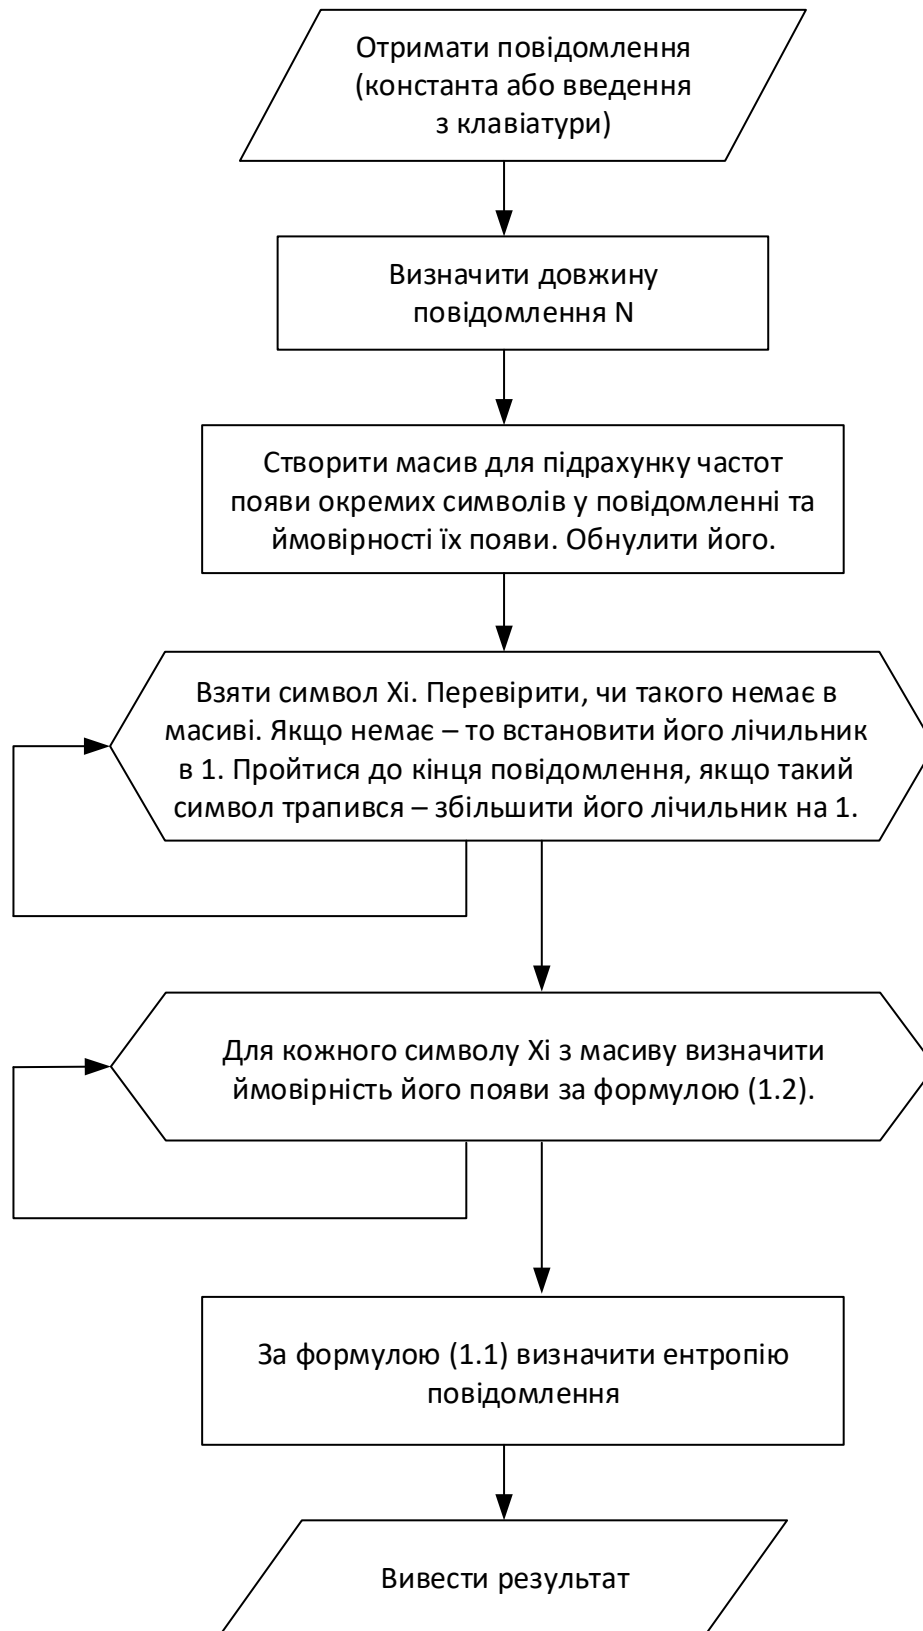 Отримати повідомлення
(константа або введення
з клавіатури)
Визначити довжину
повідомлення N
Створити масив для підрахунку частот
появи окремих символів у повідомленні та
ймовірності їх появи. Обнулити його.
Взяти символ Xi. Перевірити, чи такого немає в
масиві. Якщо немає – то встановити його лічильник
в 1. Пройтися до кінця повідомлення, якщо такий
символ трапився – збільшити його лічильник на 1.
Для кожного символу Xi з масиву визначити
ймовірність його появи за формулою (1.2).
За формулою (1.1) визначити ентропію
повідомлення
Вивести результат